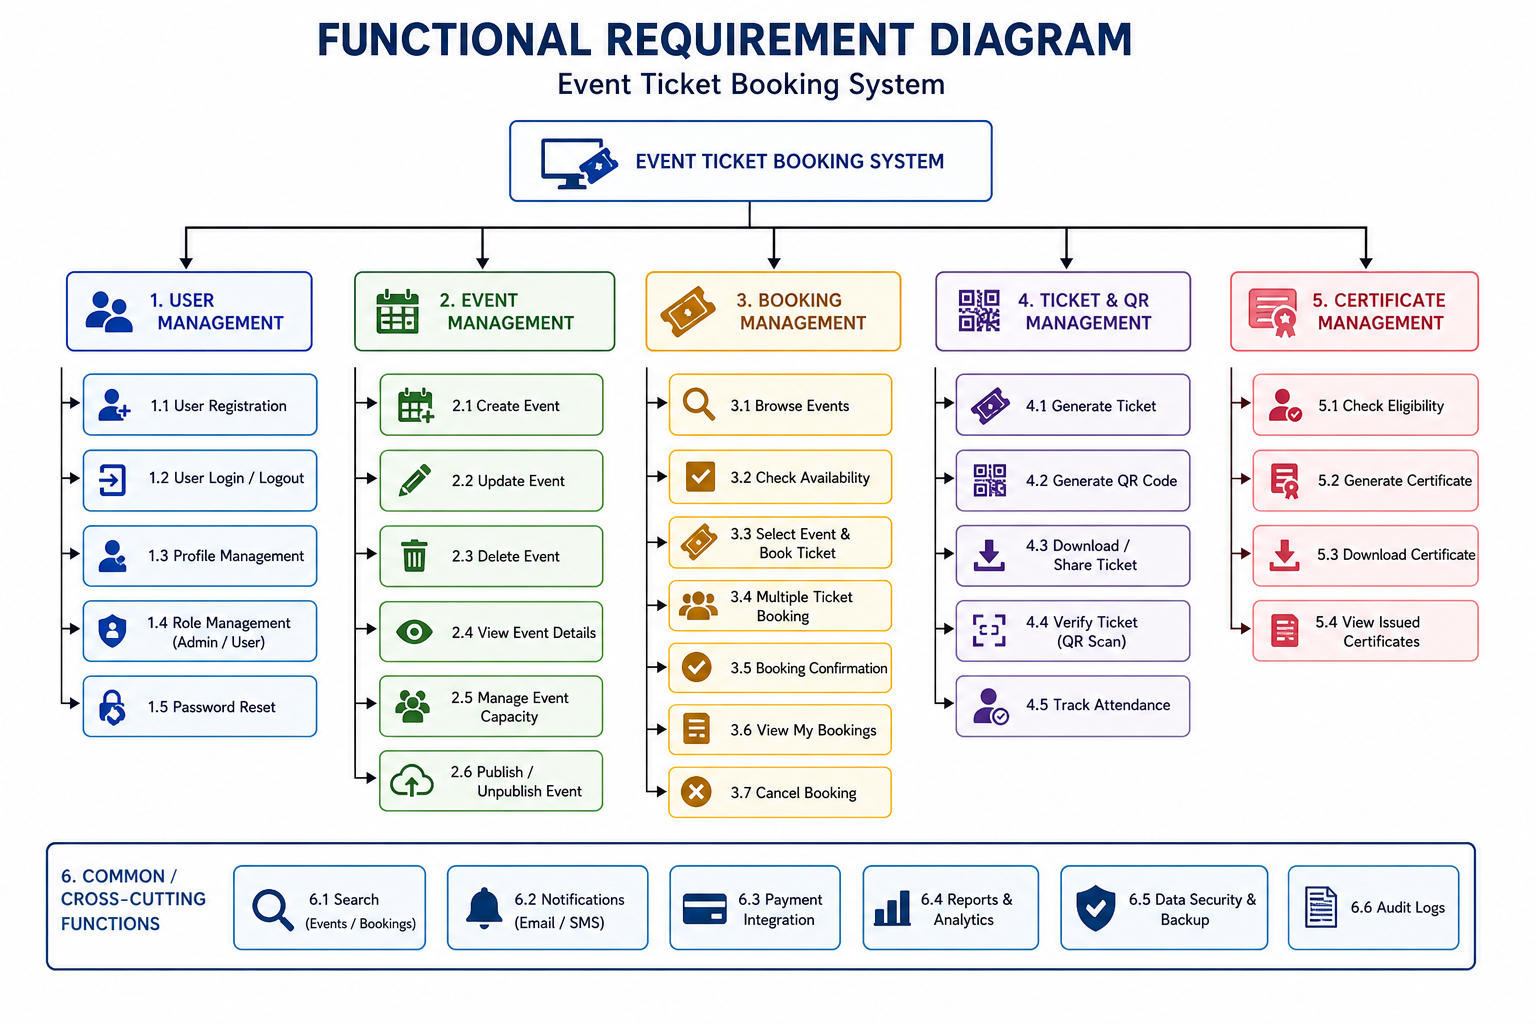 FUNCTIONAL REQUIREMENT DIAGRAM
Event Ticket Booking System
EVENT TICKET BOOKING SYSTEM
1. USER
MANAGEMENT
1.1 User Registration
1.2 User Login / Logout
1.3 Profile Management
1.4 Role Management
(Admin / User)
1.5 Password Reset
2. EVENT
MANAGEMENT
2.1 Create Event
2.2 Update Event
2.3 Delete Event
2.4 View Event Details
2.5 Manage Event
Capacity
2.6 Publish /
Unpublish Event
3. BOOKING
MANAGEMENT
3.1 Browse Events
3.2 Check Availability
3.3 Select Event &
Book Ticket
3.4 Multiple Ticket
Booking
3.5 Booking Confirmation
3.6 View My Bookings
3.7 Cancel Booking
4. TICKET & QR
MANAGEMENT
4.1 Generate Ticket
4.2 Generate QR Code
4.3 Download /
Share Ticket
4.4 Verify Ticket
(QR Scan)
4.5 Track Attendance
5. CERTIFICATE
MANAGEMENT
5.1 Check Eligibility
5.2 Generate Certificate
5.3 Download Certificate
5.4 View Issued
Certificates
6. COMMON /
CROSS-CUTTING
FUNCTIONS
6.1 Search
(Events / Bookings)
6.2 Notifications
(Email / SMS)
6.3 Payment
Integration
6.4 Reports &
Analytics
6.5 Data Security &
Backup
6.6 Audit Logs